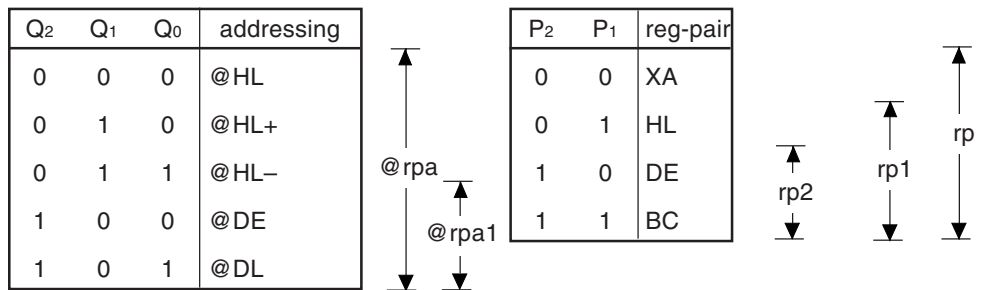 Q2 Q1 Q0 addressing
0 0 0 @HL
0 1 0 @HL+
0 1 1 @HL–
1 0 0 @DE
1 0 1 @DL
@rpa
@rpa1
P2 P1 reg-pair
0 0 XA
0 1 HL
1 0 DE
1 1 BC
rp2
rp1
rp